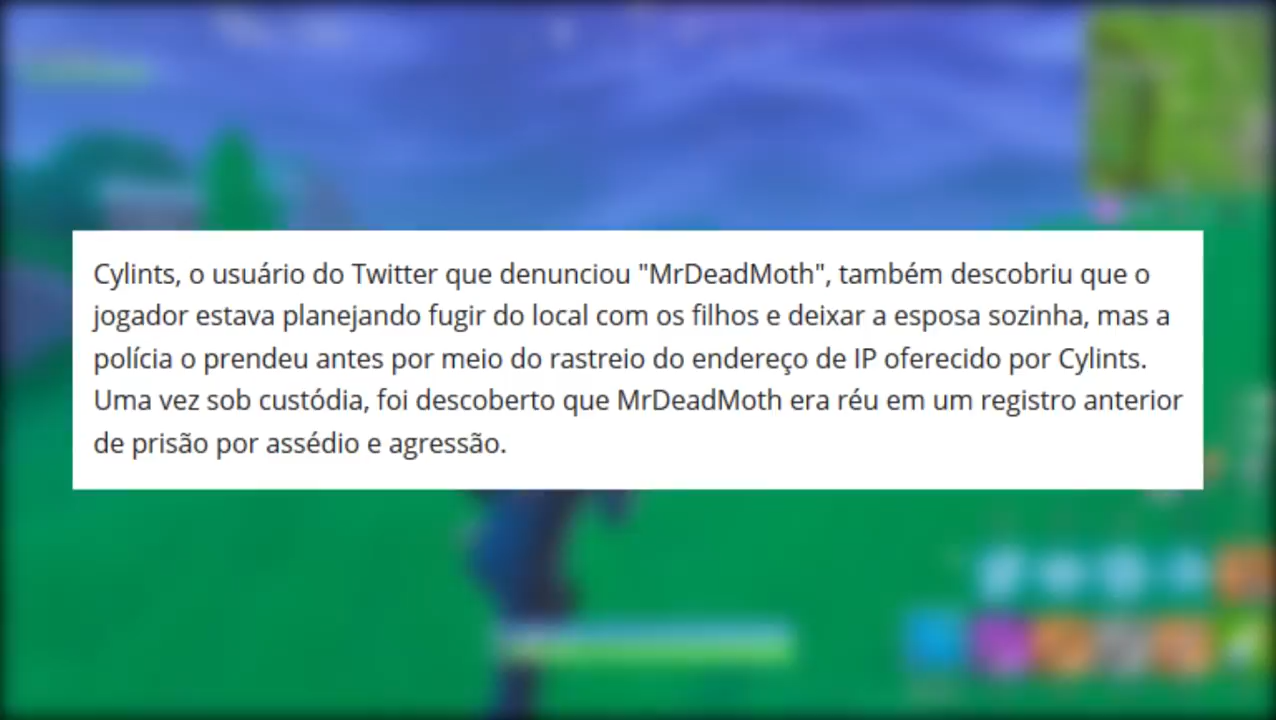 Cylints, o usuário do Twitter que denunciou "MrDeadMoth", também descobriu que o
jogador estava planejando fugir do local com os filhos e deixar a esposa sozinha, mas a
polícia o prendeu antes por meio do rastreio do endereço de IP oferecido por Cylints.
Uma vez sob custódia, foi descoberto que MrDeadMoth era réu em um registro anterior
de prisão por assédio e agressão.